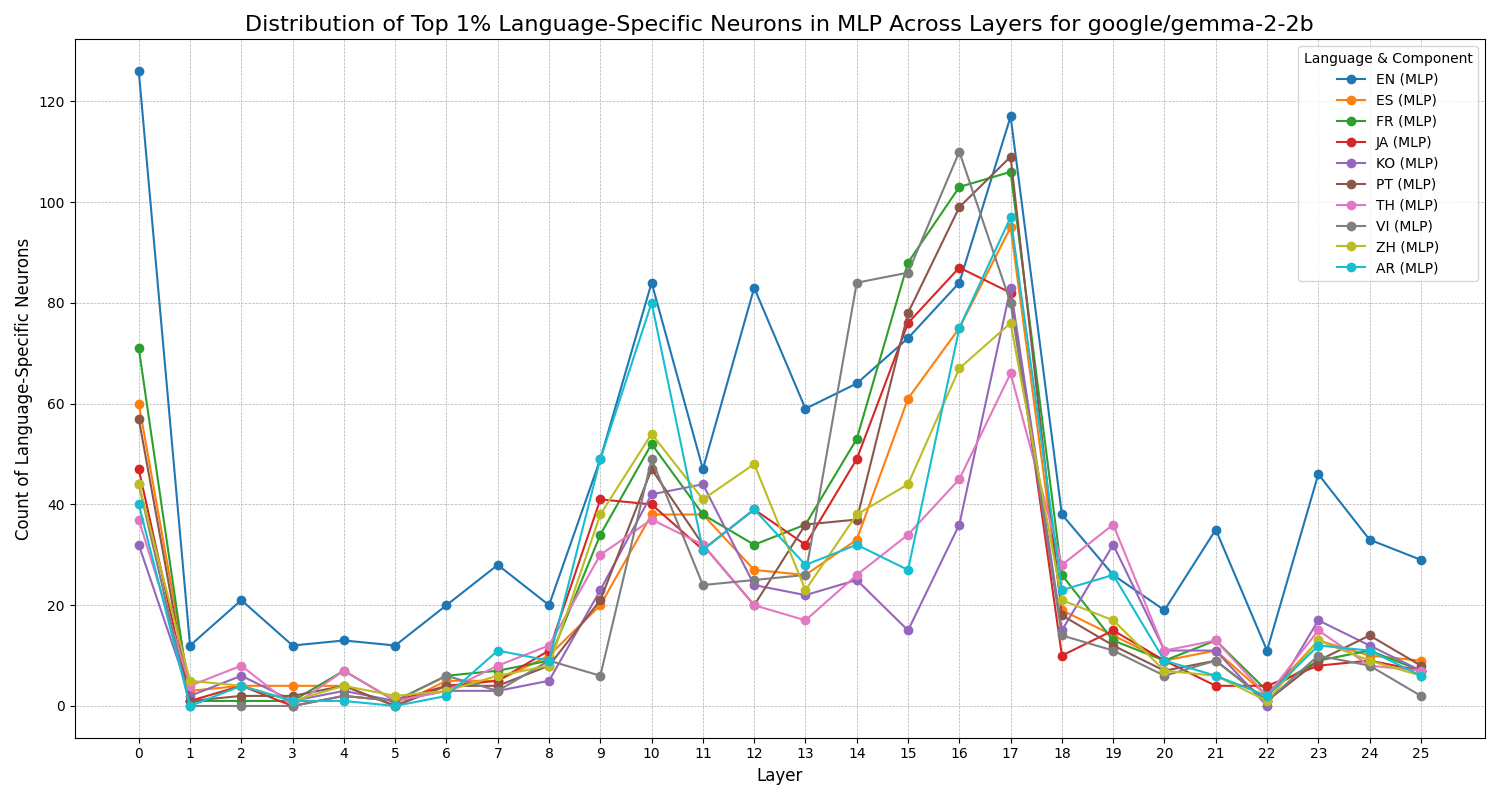 Distribution of Top 1% Language-Specific Neurons in MLP Across Layers for google/gemma-2-2b
Count of Language-Specific Neurons
120
100
80
60
40
20
0
Language & Component
EN (MLP)
ES (MLP)
FR (MLP)
JA (MLP)
KO (MLP)
PT (MLP)
TH (MLP)
VI (MLP)
ZH (MLP)
AR (MLP)
0 1 2 3 4 5 6 7 8 9 10 11 12 13 14 15 16 17 18 19 20 21 22 23 24 25
Layer